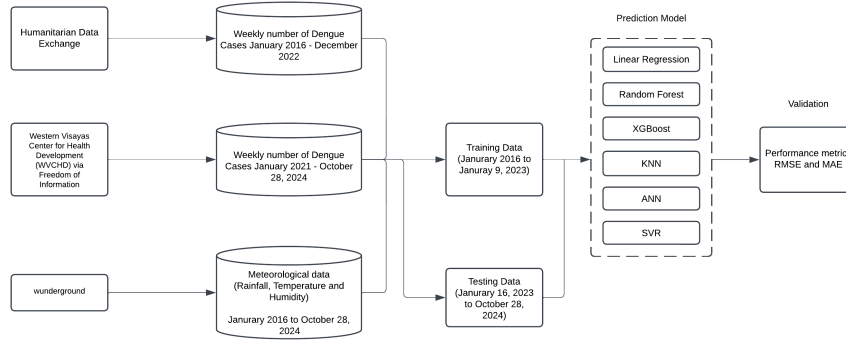 Humanitarian Data
Exchange
Weekly number of Dengue
Cases January 2016 - December
2022
Western Visayas
Center for Health
Development
(WVCHD) via
Freedom of
Information
Weekly number of Dengue
Cases January 2021 - October
28, 2024
wunderground
Meteorological data
(Rainfall, Temperature and
Humidity)
Janurary 2016 to October 28,
2024
Training Data
(Janurary 2016 to
Januray 9, 2023)
Testing Data
(Janurary 16, 2023
to October 28,
2024)
Prediction Model
Linear Regression
Random Forest
XGBoost
KNN
ANN
SVR
Validation
Performance metric
RMSE and MAE